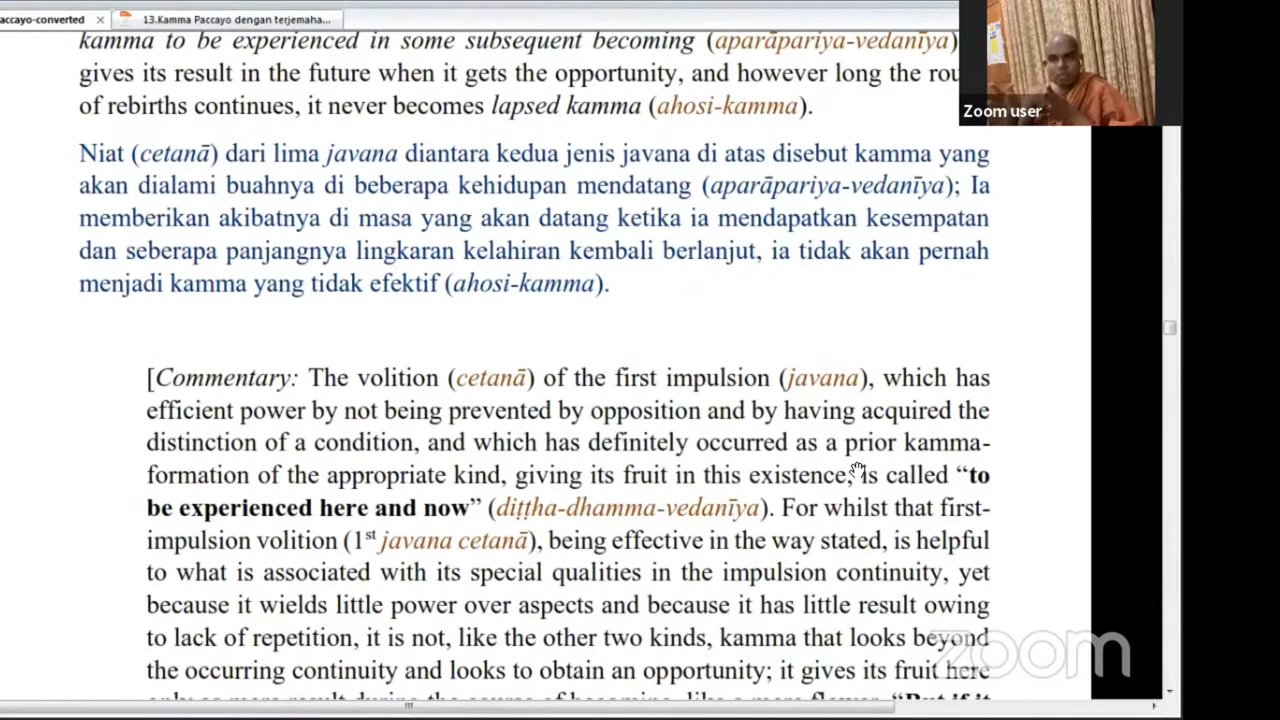 accayo-converted
13.Kamma Paccayo dengan terjemaha...
kamma to be experienced in some subsequent becoming (aparāpariya-vedanīya)
gives its result in the future when it gets the opportunity, and however long the rou
of rebirths continues, it never becomes lapsed kamma (ahosi-kamma).
Zoom user
Niat (cetanā) dari lima javana diantara kedua jenis javana di atas disebut kamma yang
akan dialami buahnya di beberapa kehidupan mendatang (aparāpariya-vedanīya); Ia
memberikan akibatnya di masa yang akan datang ketika ia mendapatkan kesempatan
dan seberapa panjangnya lingkaran kelahiran kembali berlanjut, ia tidak akan pernah
menjadi kamma yang tidak efektif (ahosi-kamma).
[Commentary: The volition (cetanā) of the first impulsion (javana), which has
efficient power by not being prevented by opposition and by having acquired the
distinction of a condition, and which has definitely occurred as a prior kamma-
formation of the appropriate kind, giving its fruit in this existence, is called “to
be experienced here and now” (diṭṭha-dhamma-vedanīya). For whilst that first-
impulsion volition (1st javana cetanā), being effective in the way stated, is helpful
to what is associated with its special qualities in the impulsion continuity, yet
because it wields little power over aspects and because it has little result owing
to lack of repetition, it is not, like the other two kinds, kamma that looks beyond
the occurring continuity and looks to obtain an opportunity; it gives its fruit here
zoom